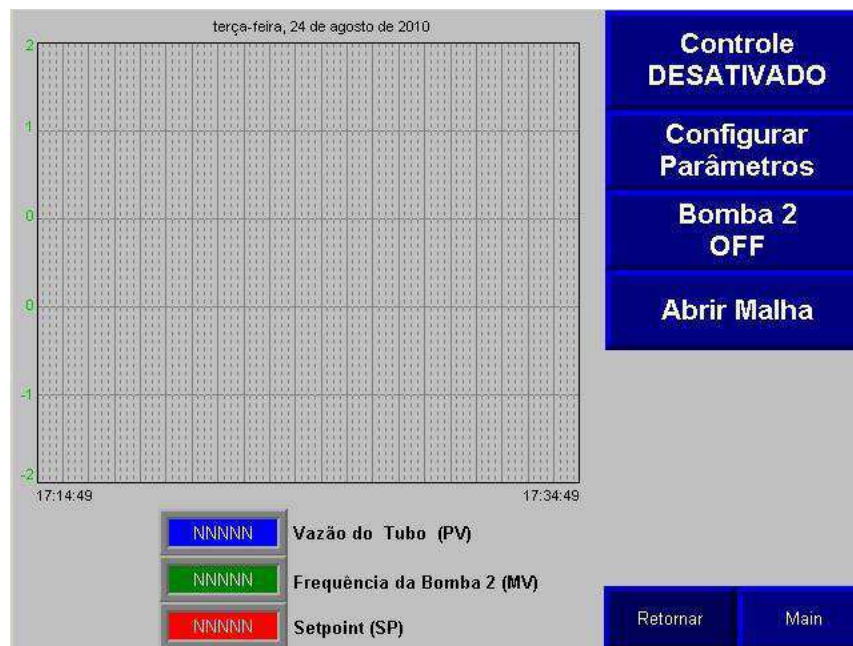 terça-feira, 24 de agosto de 2010
2
1
0
0
-1
-2
17:14:49
17:34:49
NNNNN
Vazão do Tubo (PV)
NNNNN
Frequência da Bomba 2 (MV)
NNNNN
Setpoint (SP)
Controle
DESATIVADO
Configurar
Parâmetros
Bomba 2
OFF
Abrir Malha
Retornar
Main